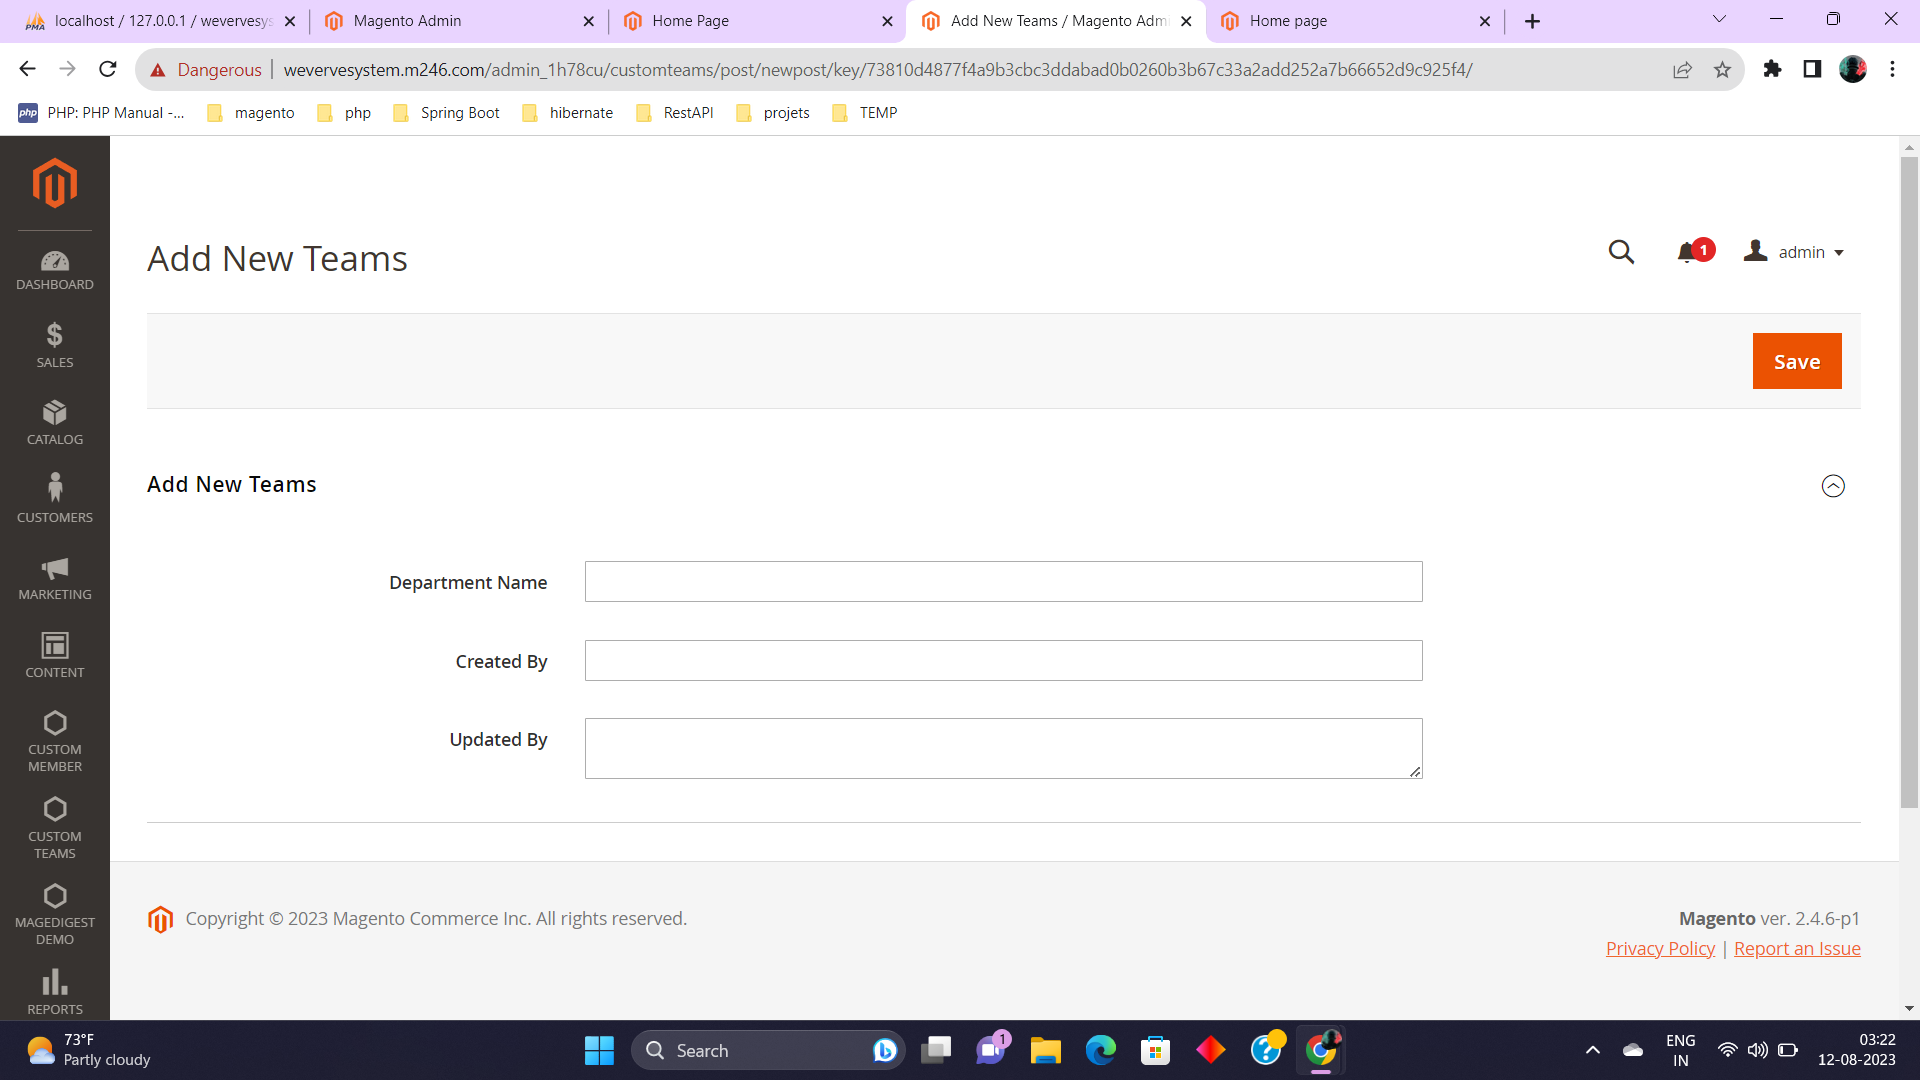 localhost / 127.0.0.1 / wevervesys
Magento Admin
Home Page
Add New Teams / Magento Adm
Home page
Dangerous
wevervesystem.m246.com/admin_1h78cu/customteams/post/newpost/key/73810d4877f4a9b3cbc3ddabad0b0260b3b67c33a2add252a7b66652d9c925f4/
php
PHP: PHP Manual -...
magento
php
Spring Boot
hibernate
RestAPI
projets
TEMP
Add New Teams
1
admin
Save
DASHBOARD
SALES
CATALOG
CUSTOMERS
MARKETING
CONTENT
CUSTOM
MEMBER
CUSTOM
TEAMS
MAGEDIGEST
DEMO
REPORTS
Add New Teams
Department Name
Created By
Updated By
Copyright © 2023 Magento Commerce Inc. All rights reserved.
Magento ver. 2.4.6-p1
Privacy Policy | Report an Issue
73°F
Partly cloudy
Search
1
ENG
IN
03:22
12-08-2023
PMA